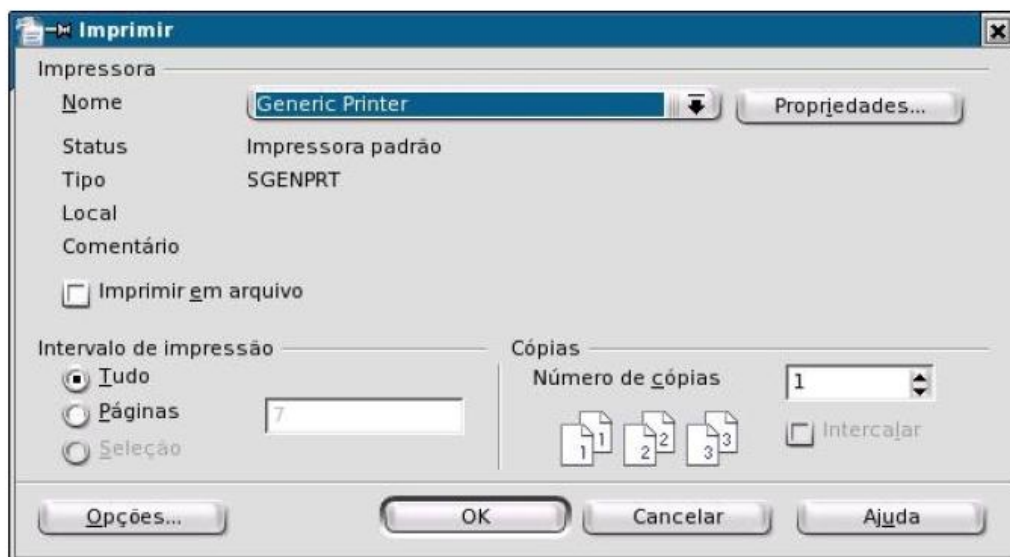 Imprimir
Impressora
Nome Generic Printer Propriedades...
Status Impressora padrão
Tipo SGENPRT
Local
Comentário
Imprimir em arquivo
Intervalo de impressão
Tudo
Páginas 7
Seleção
Cópias
Número de cópias 1
1 1 2 2 3 3
Intercalar
Opções... OK Cancelar Ajuda